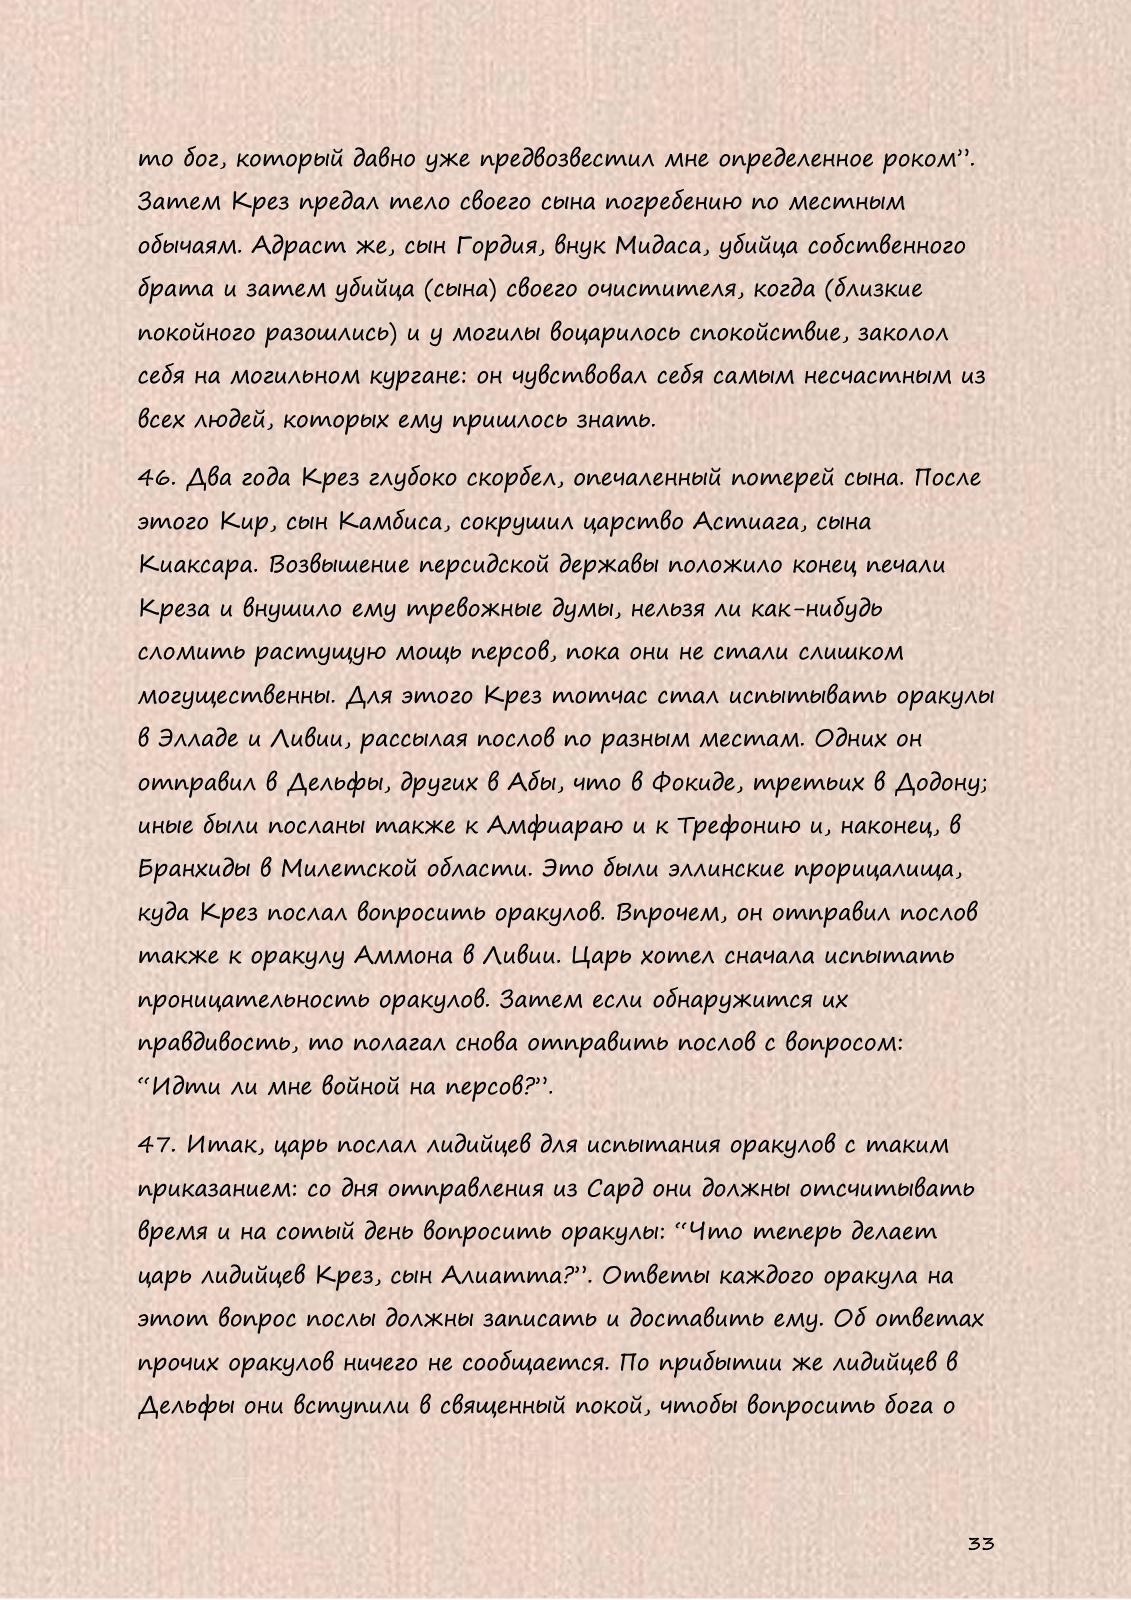 то бог, который давно уже предвозвестил мне определенное роком”.
Затем Крез предал тело своего сына погребению по местным
обычаям. Адраст же, сын Гордия, внук Мидаса, убийца собственного
брата и затем убийца (сына) своего очистителя, когда (близкие
покойного разошлись) и у могилы воцарилось спокойствие, заколол
себя на могильном кургане: он чувствовал себя самым несчастным из
всех людей, которых ему пришлось знать.
46. Два года Крез глубоко скорбел, опечаленный потерей сына. После
этого Кир, сын Камбиса, сокрушил царство Астиага, сына
Киаксара. Возвышение персидской державы положило конец печали
Креза и внушило ему тревожные думы, нельзя ли как-нибудь
сломить растущую мощь персов, пока они не стали слишком
могущественны. Для этого Крез тотчас стал испытывать оракулы
в Элладе и Ливии, рассылая послов по разным местам. Одних он
отправил в Дельфы, других в Абы, что в Фокиде, третьих в Додону;
иные были посланы также к Амфиараю и к Трефонию и, наконец, в
Бранхиды в Милетской области. Это были эллинские прорицалища,
куда Крез послал вопросить оракулов. Впрочем, он отправил послов
также к оракулу Аммона в Ливии. Царь хотел сначала испытать
проницательность оракулов. Затем если обнаружится их
правдивость, то полагал снова отправить послов с вопросом:
“Идти ли мне войной на персов?”.
47. Итак, царь послал лидийцев для испытания оракулов с таким
приказанием: со дня отправления из Сард они должны отсчитывать
время и на сотый день вопросить оракулы: “Что теперь делает
царь лидийцев Крез, сын Алиатта?”. Ответы каждого оракула на
этот вопрос послы должны записать и доставить ему. Об ответах
прочих оракулов ничего не сообщается. По прибытии же лидийцев в
Дельфы они вступили в священный покой, чтобы вопросить бога о
33